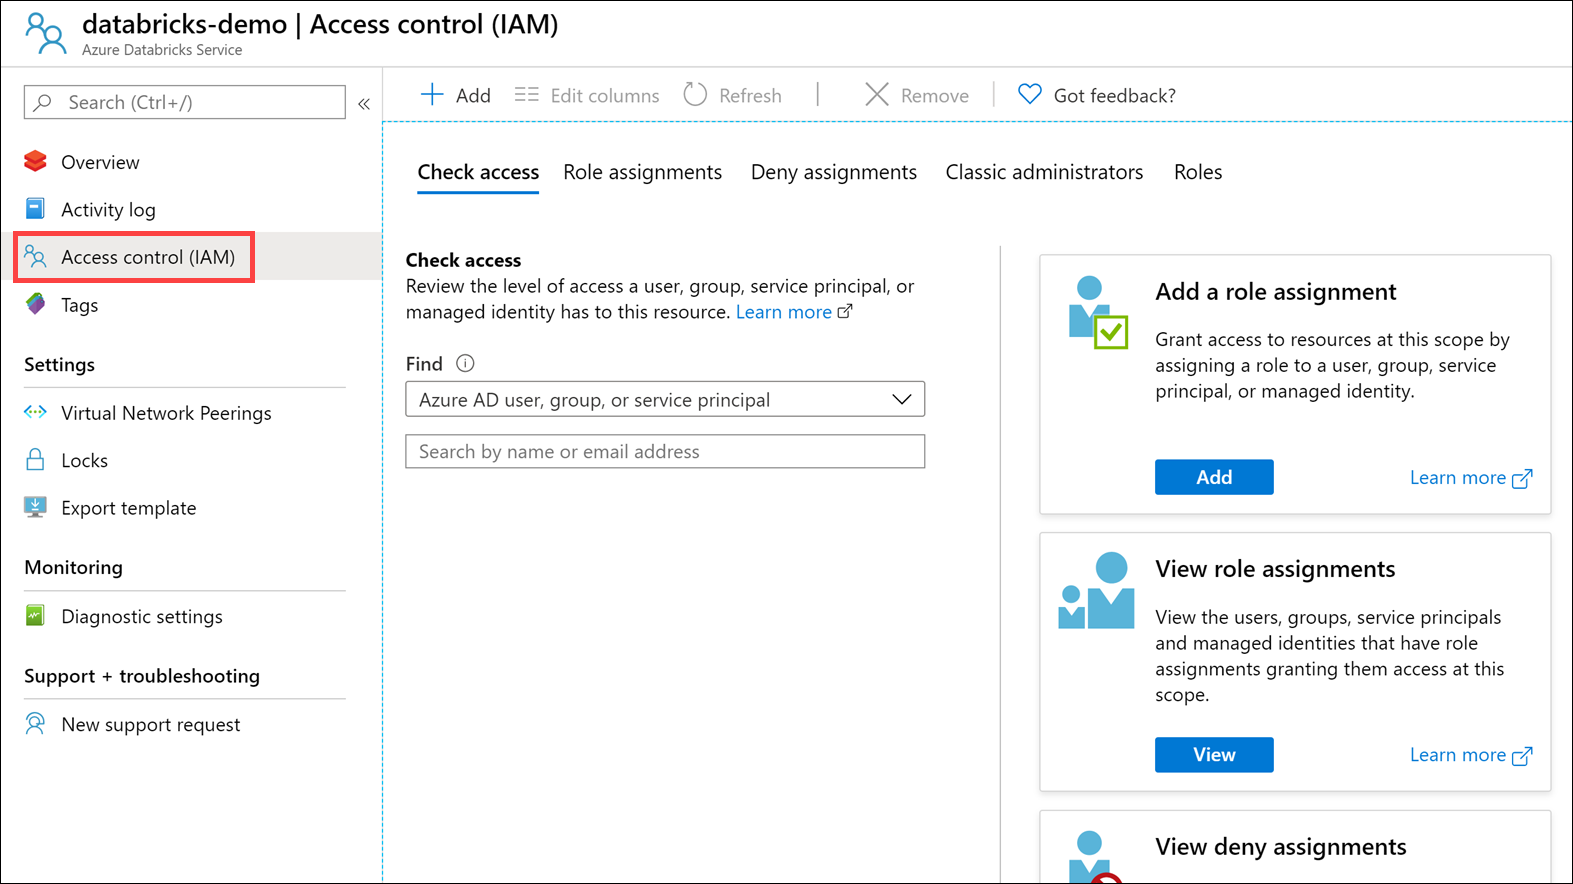 databricks-demo | Access control (IAM)
Azure Databricks Service
Search (Ctrl+/)
«
Overview
Activity log
Access control (IAM)
Tags
Settings
Virtual Network Peerings
Locks
Export template
Monitoring
Diagnostic settings
Support + troubleshooting
New support request
Add
Edit columns
Refresh
Remove
Got feedback?
Check access
Role assignments
Deny assignments
Classic administrators
Roles
Check access
Review the level of access a user, group, service principal, or
managed identity has to this resource. Learn more
Find
Azure AD user, group, or service principal
Search by name or email address
Add a role assignment
Grant access to resources at this scope by
assigning a role to a user, group, service
principal, or managed identity.
Add
Learn more
View role assignments
View the users, groups, service principals
and managed identities that have role
assignments granting them access at this
scope.
View
Learn more
View deny assignments